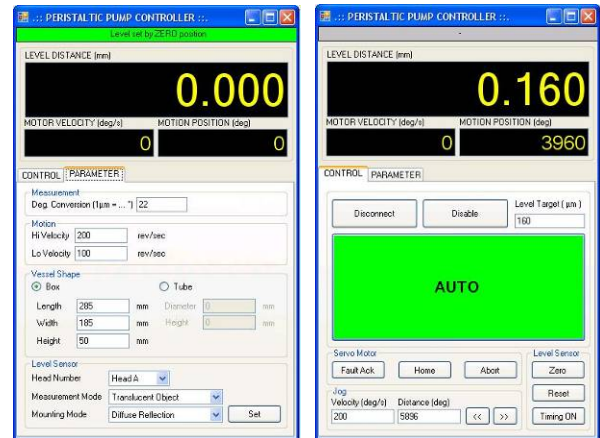 .:: PERISTALTIC PUMP CONTROLLER ::.
Level set by ZERO position
LEVEL DISTANCE (mm)
0.000
MOTOR VELOCITY (deg/s) MOTION POSITION (deg)
0 0
CONTROL PARAMETER
Measurement
Deg. Conversion (1µm = ... °) 22
Motion
Hi Velocity 200 rev/sec
Lo Velocity 100 rev/sec
Vessel Shape
Box Tube
Length 285 mm Diameter 0 mm
Width 185 mm Height 0 mm
Height 50 mm
Level Sensor
Head Number Head A
Measurement Mode Translucent Object
Mounting Mode Diffuse Reflection Set
.:: PERISTALTIC PUMP CONTROLLER ::.
-
LEVEL DISTANCE (mm)
0.160
MOTOR VELOCITY (deg/s) MOTION POSITION (deg)
0 3960
CONTROL PARAMETER
Disconnect Disable Level Target ( µm )
160
AUTO
Servo Motor Level Sensor
Fault Ack Home Abort Zero
Jog Reset
Velocity (deg/s) Distance (deg)
200 5896 << >> Timing ON